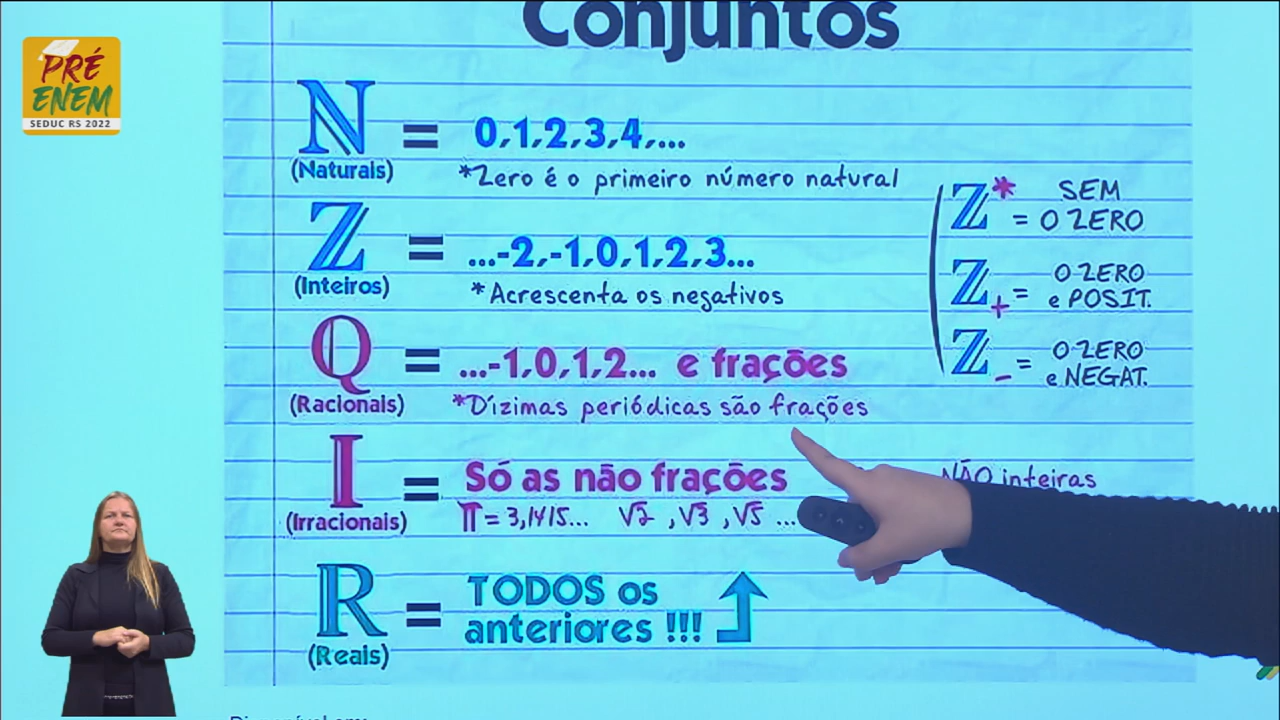 PRÉ
ENEM
SEDUC RS 2022
Conjuntos
N = 0,1,2,3,4,...
(Naturais)
*Zero é o primeiro número natural
Z = ...-2,-1,0,1,2,3...
(Inteiros)
*Acrescenta os negativos
Z* = SEM
O ZERO
Z+ = O ZERO
e POSIT.
Z- = O ZERO
e NEGAT.
Q = ...-1,0,1,2... e frações
(Racionais)
*Dízimas periódicas são frações
I = Só as não frações
(Irracionais)
π = 3,1415... √2 , √3 , √5 ...
NÃO inteiras
R = TODOS os
anteriores !!!
(Reais)